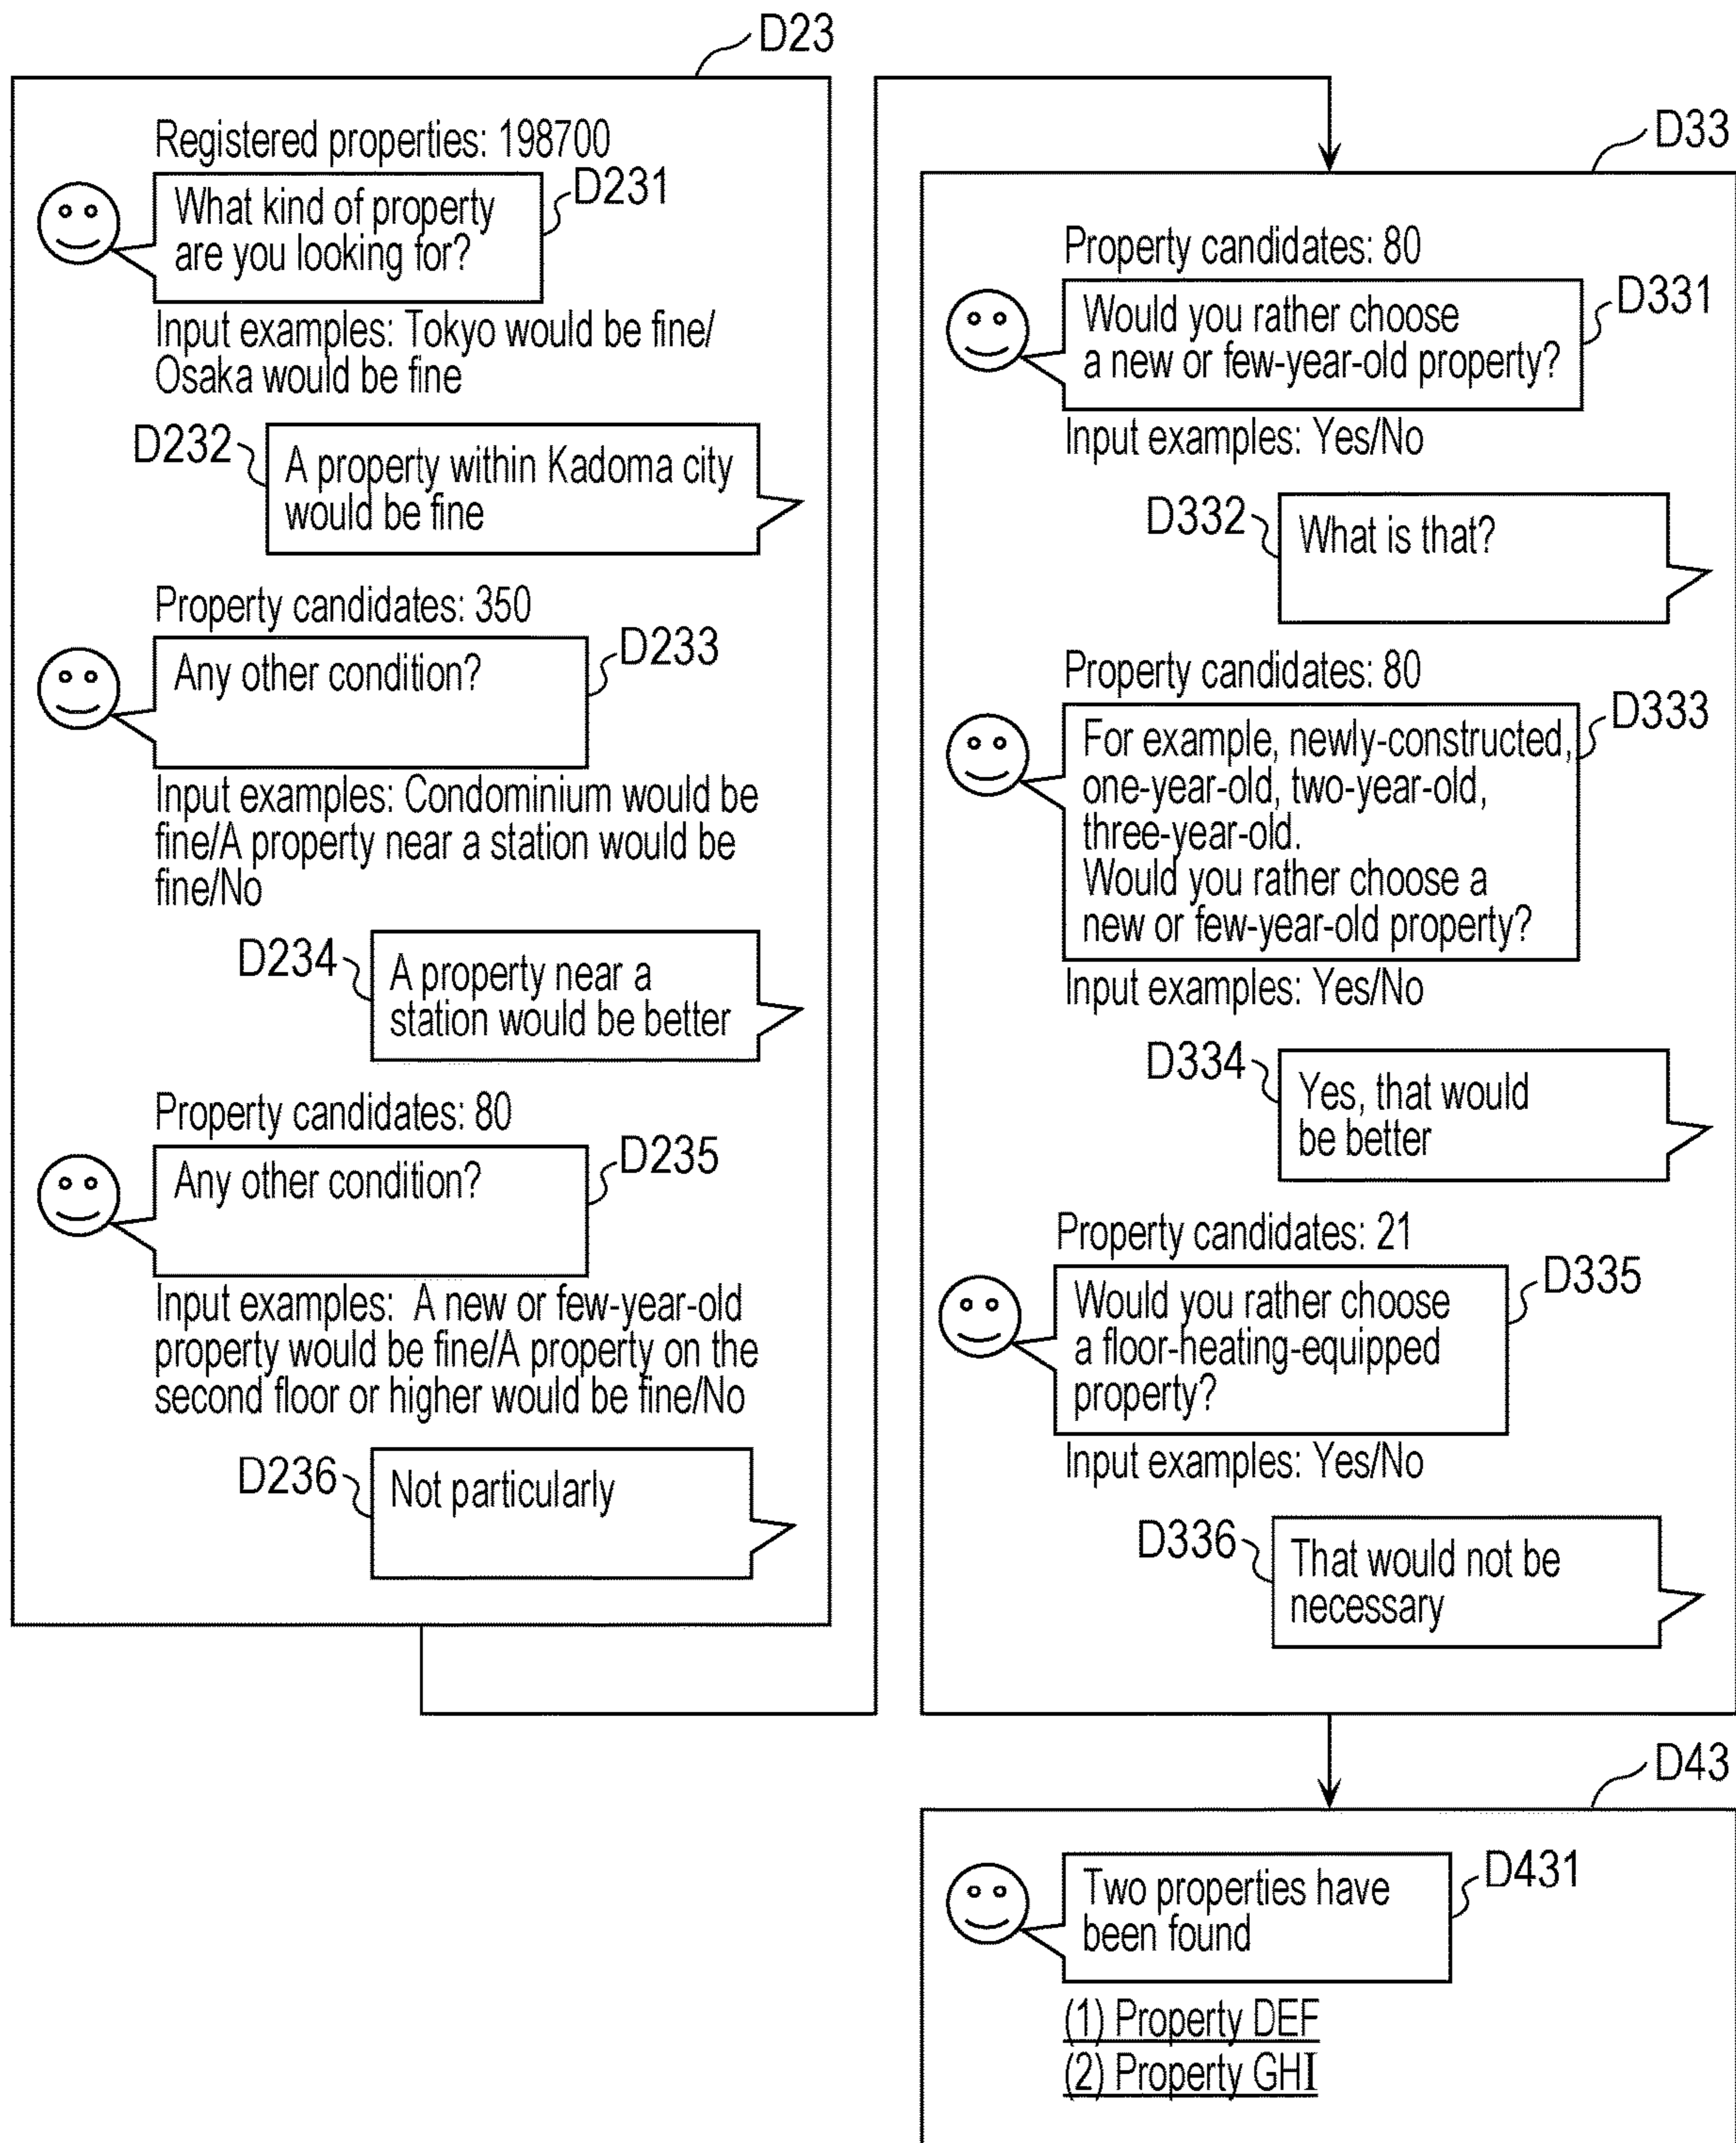 D23
Registered properties: 198700
D231
What kind of property
are you looking for?
Input examples: Tokyo would be fine/
Osaka would be fine
D232
A property within Kadoma city
would be fine
Property candidates: 350
D233
Any other condition?
Input examples: Condominium would be
fine/A property near a station would be
fine/No
D234
A property near a
station would be better
Property candidates: 80
D235
Any other condition?
Input examples: A new or few-year-old
property would be fine/A property on the
second floor or higher would be fine/No
D236
Not particularly
D33
Property candidates: 80
D331
Would you rather choose
a new or few-year-old property?
Input examples: Yes/No
D332
What is that?
Property candidates: 80
D333
For example, newly-constructed,
one-year-old, two-year-old,
three-year-old.
Would you rather choose a
new or few-year-old property?
Input examples: Yes/No
D334
Yes, that would
be better
Property candidates: 21
D335
Would you rather choose
a floor-heating-equipped
property?
Input examples: Yes/No
D336
That would not be
necessary
D43
D431
Two properties have
been found
(1) Property DEF
(2) Property GHI